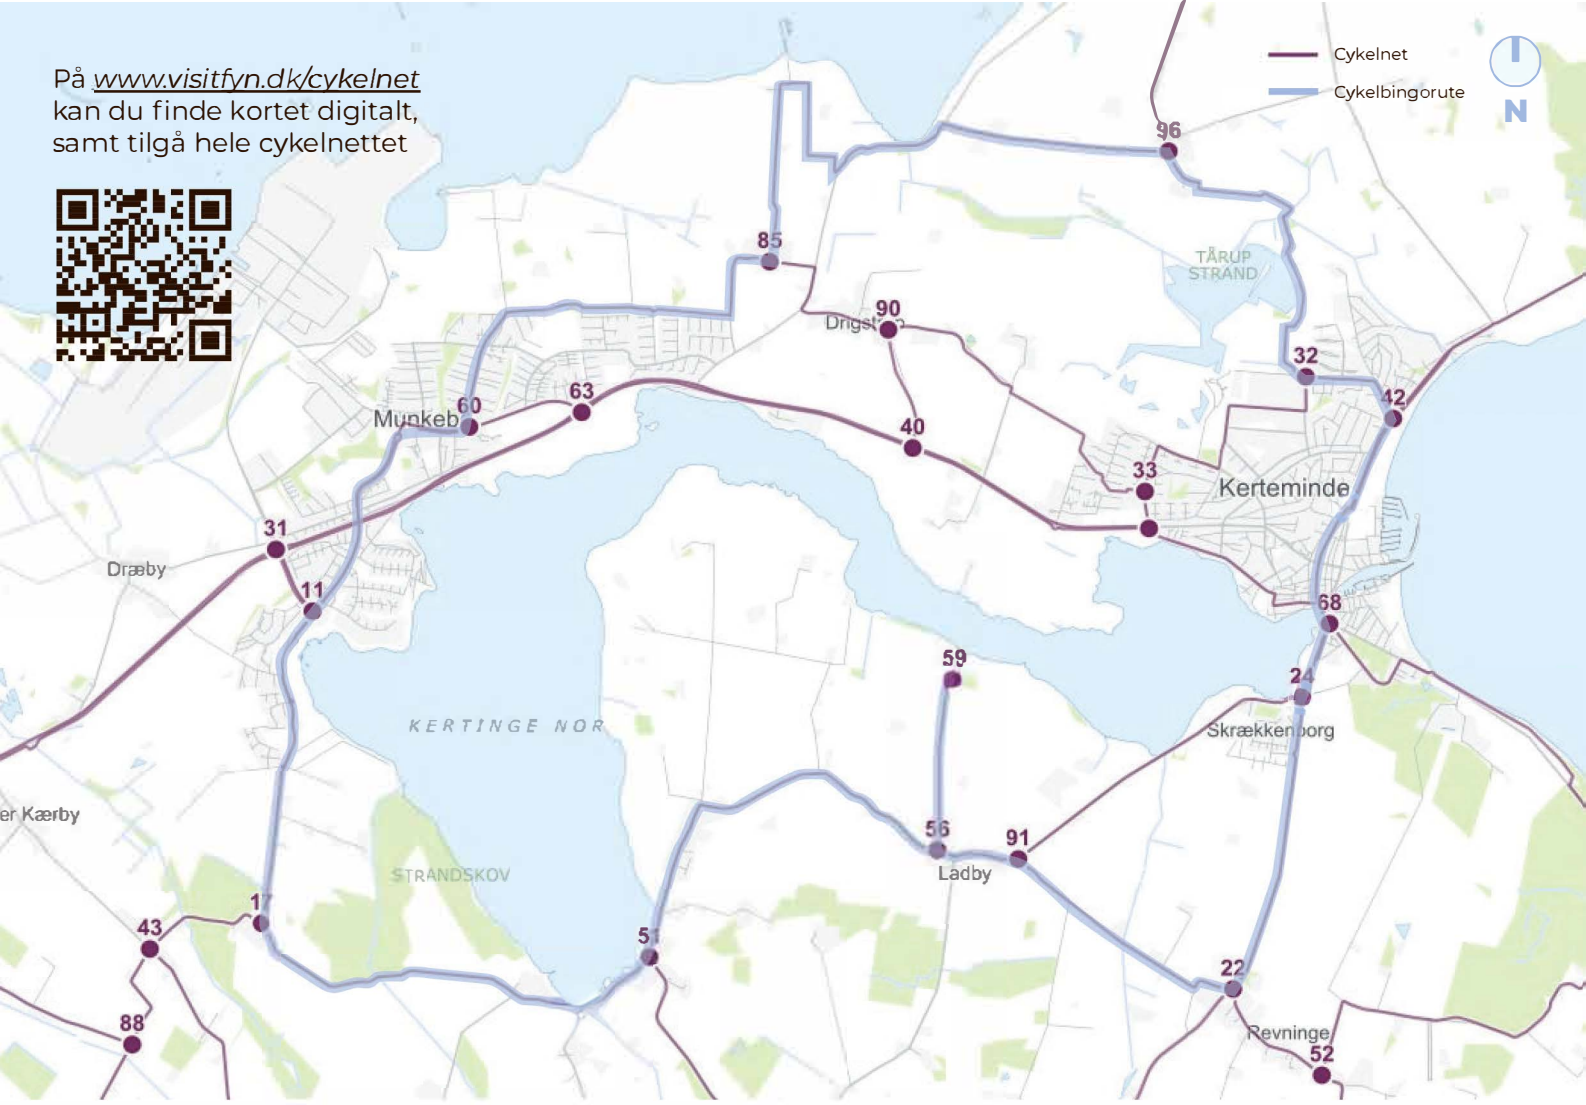 På www.visitfyn.dk/cykelnet
kan du finde kortet digitalt,
samt tilgå hele cykelnettet
Cykelnet
Cykelbingorute
N
96
85
TÅRUP
STRAND
90
32
63
60
42
Munkeb
40
33
Kerteminde
31
Dræby
11
68
59
24
KERTINGE NOR
Skrækkenborg
er Kærby
56
91
Ladby
STRANDSKOV
17
43
51
22
88
Revninge
52